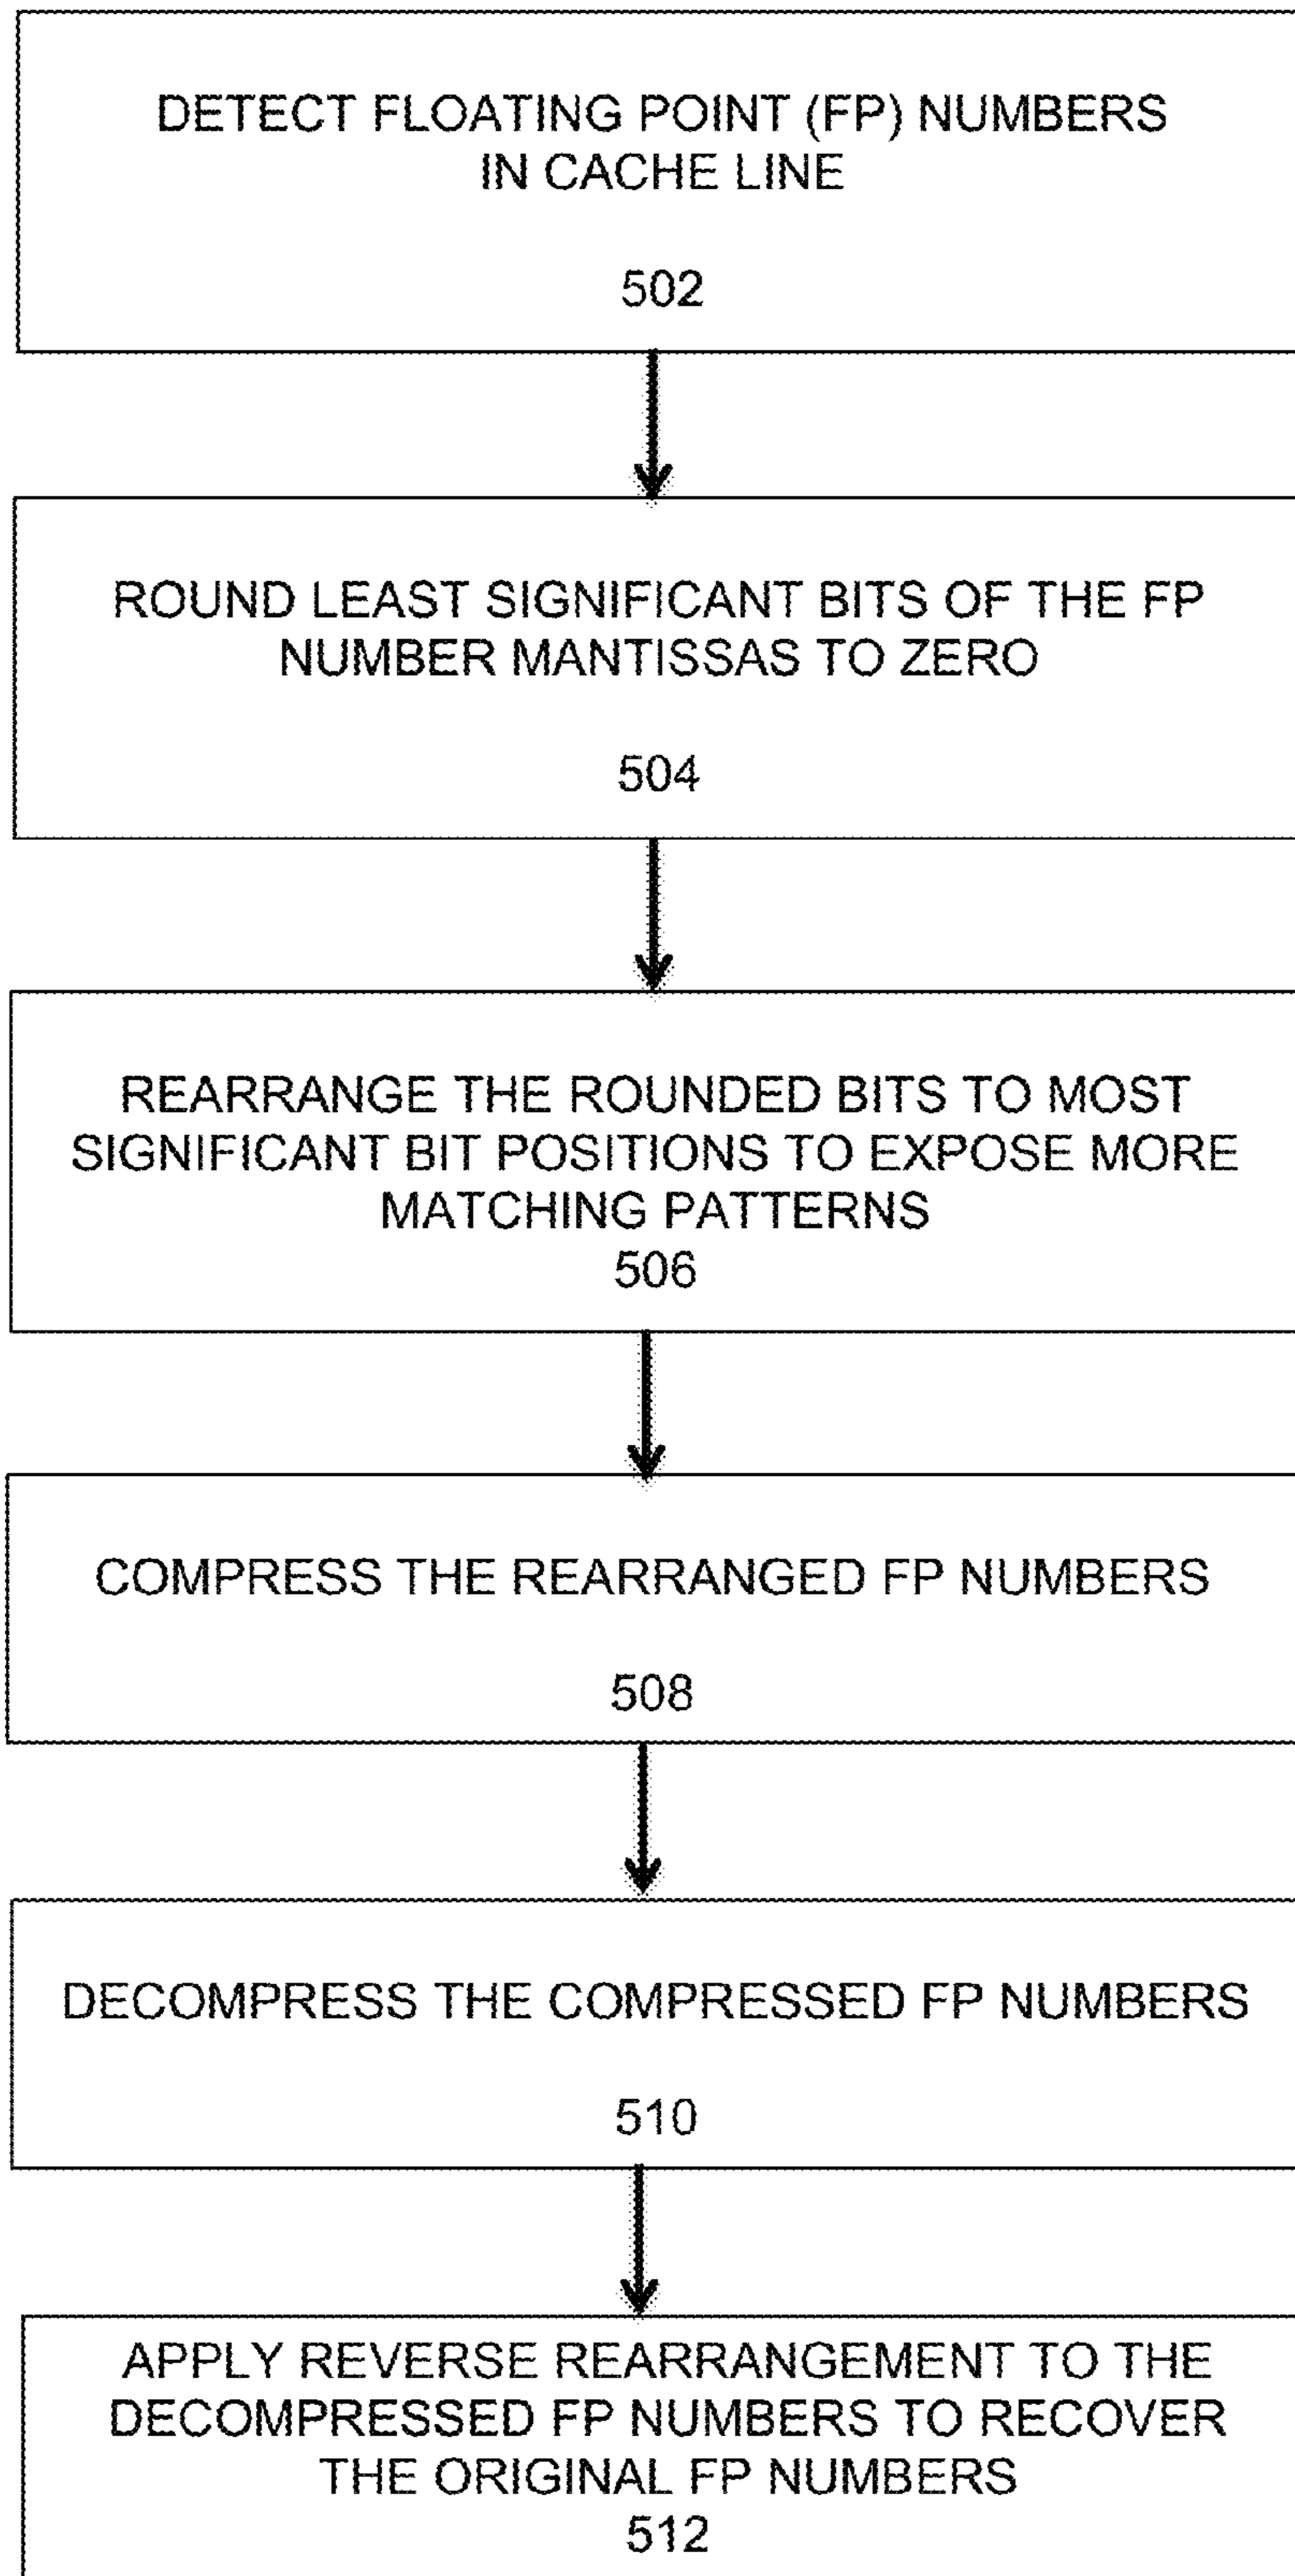 DETECT FLOATING POINT (FP) NUMBERS
IN CACHE LINE
502
ROUND LEAST SIGNIFICANT BITS OF THE FP
NUMBER MANTISSAS TO ZERO
504
REARRANGE THE ROUNDED BITS TO MOST
SIGNIFICANT BIT POSITIONS TO EXPOSE MORE
MATCHING PATTERNS
506
COMPRESS THE REARRANGED FP NUMBERS
508
DECOMPRESS THE COMPRESSED FP NUMBERS
510
APPLY REVERSE REARRANGEMENT TO THE
DECOMPRESSED FP NUMBERS TO RECOVER
THE ORIGINAL FP NUMBERS
512